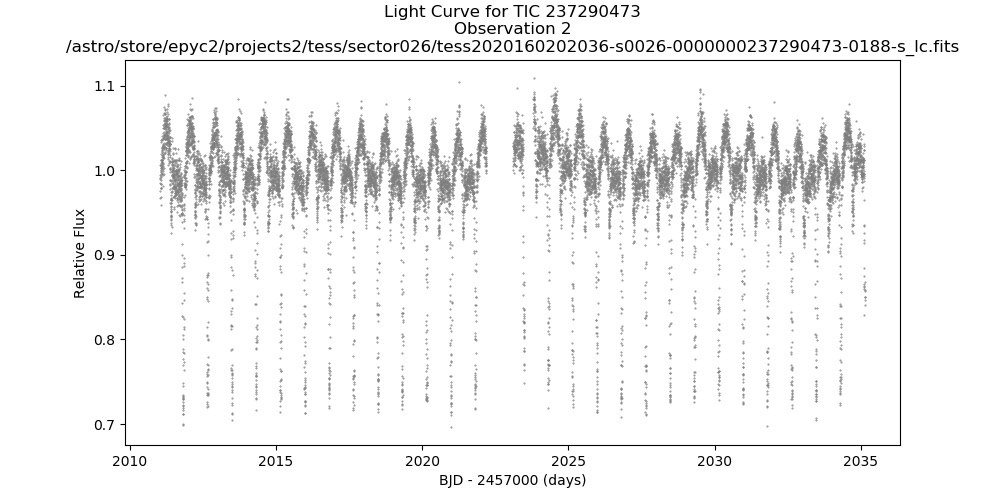 Light Curve for TIC 237290473
Observation 2
/astro/store/epyc2/projects2/tess/sector026/tess2020160202036-s0026-0000000237290473-0188-s_lc.fits
1.1
1.0
0.9
0.8
0.7
Relative Flux
2010 2015 2020 2025 2030 2035
BJD - 2457000 (days)